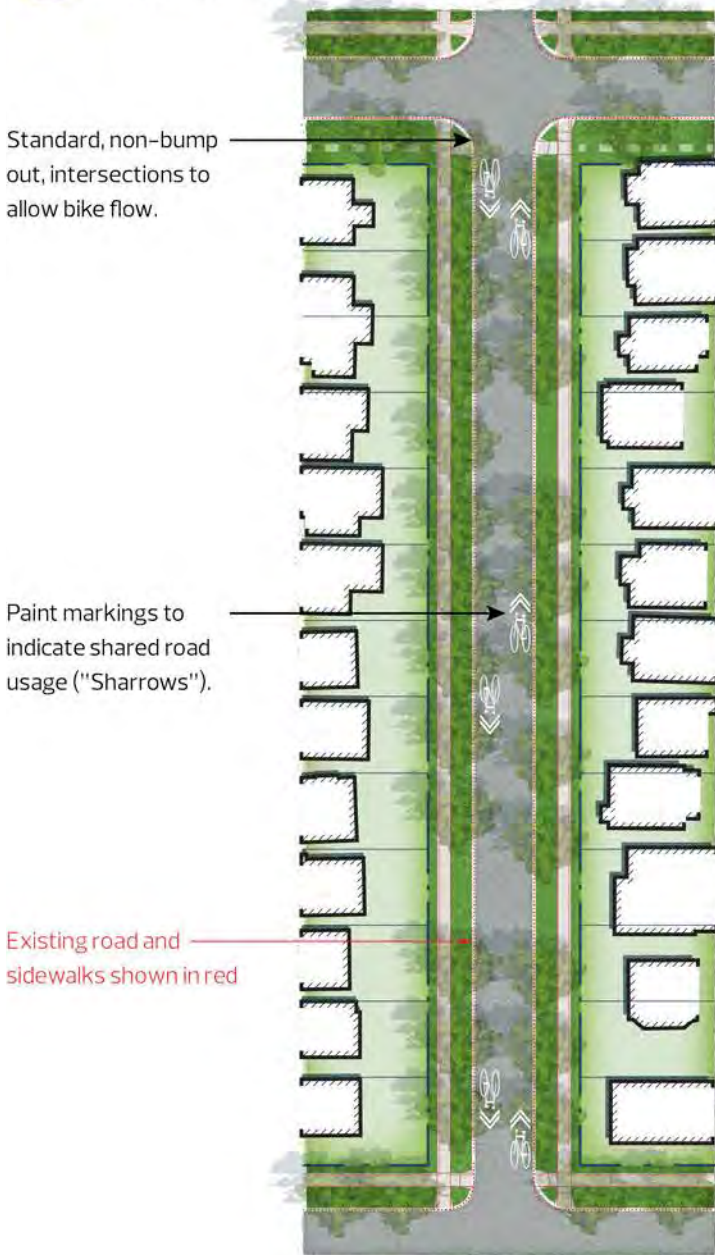 Standard, non-bump
out, intersections to
allow bike flow.
Paint markings to
indicate shared road
usage ("Sharrows").
Existing road and
sidewalks shown in red